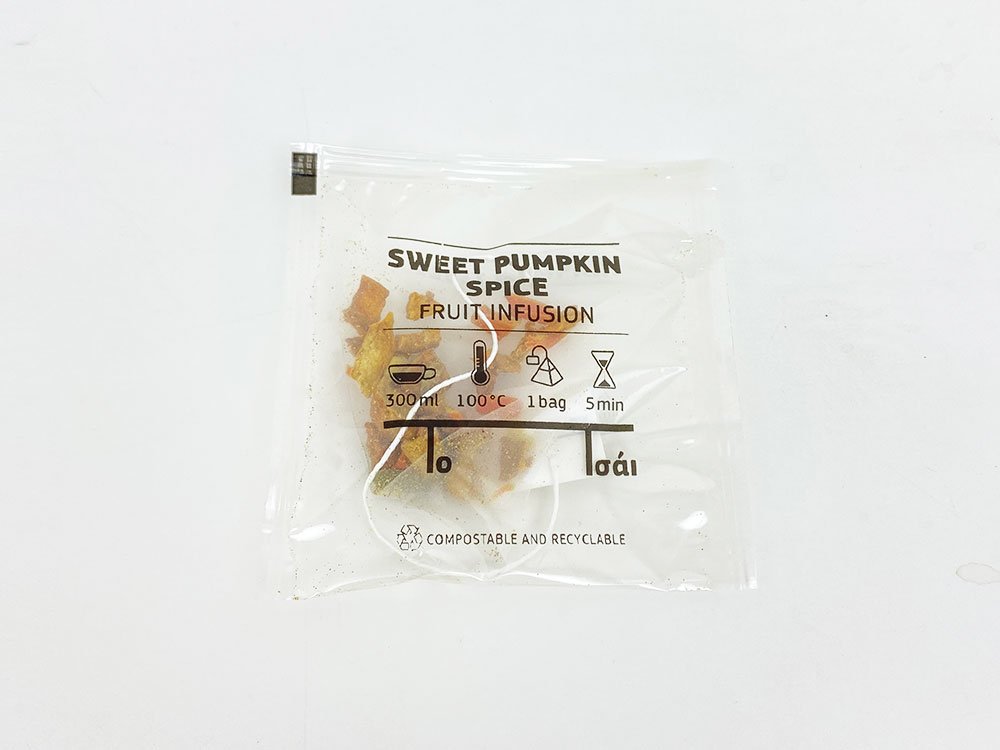 SWEET PUMPKIN
SPICE
FRUIT INFUSION
300ml 100°C 1bag 5min
Το Τσάι
COMPOSTABLE AND RECYCLABLE